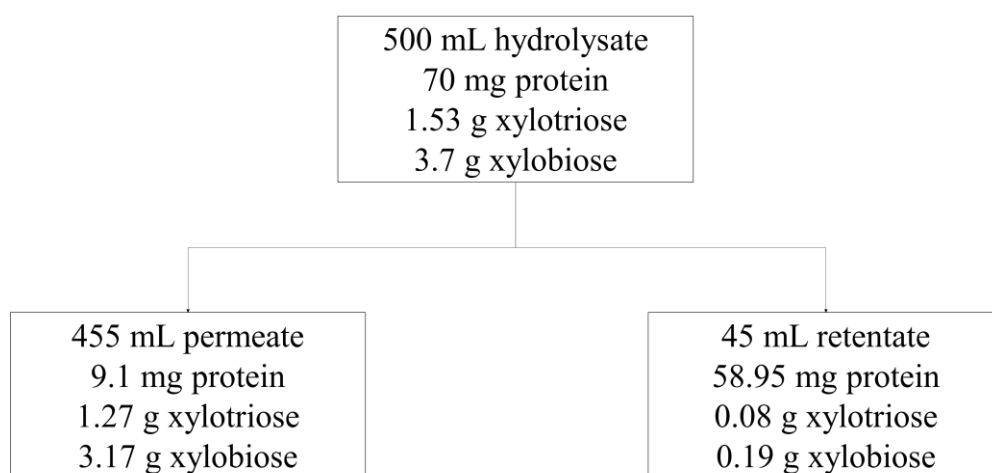 500 mL hydrolysate
70 mg protein
1.53 g xylotriose
3.7 g xylobiose
455 mL permeate
9.1 mg protein
1.27 g xylotriose
3.17 g xylobiose
45 mL retentate
58.95 mg protein
0.08 g xylotriose
0.19 g xylobiose